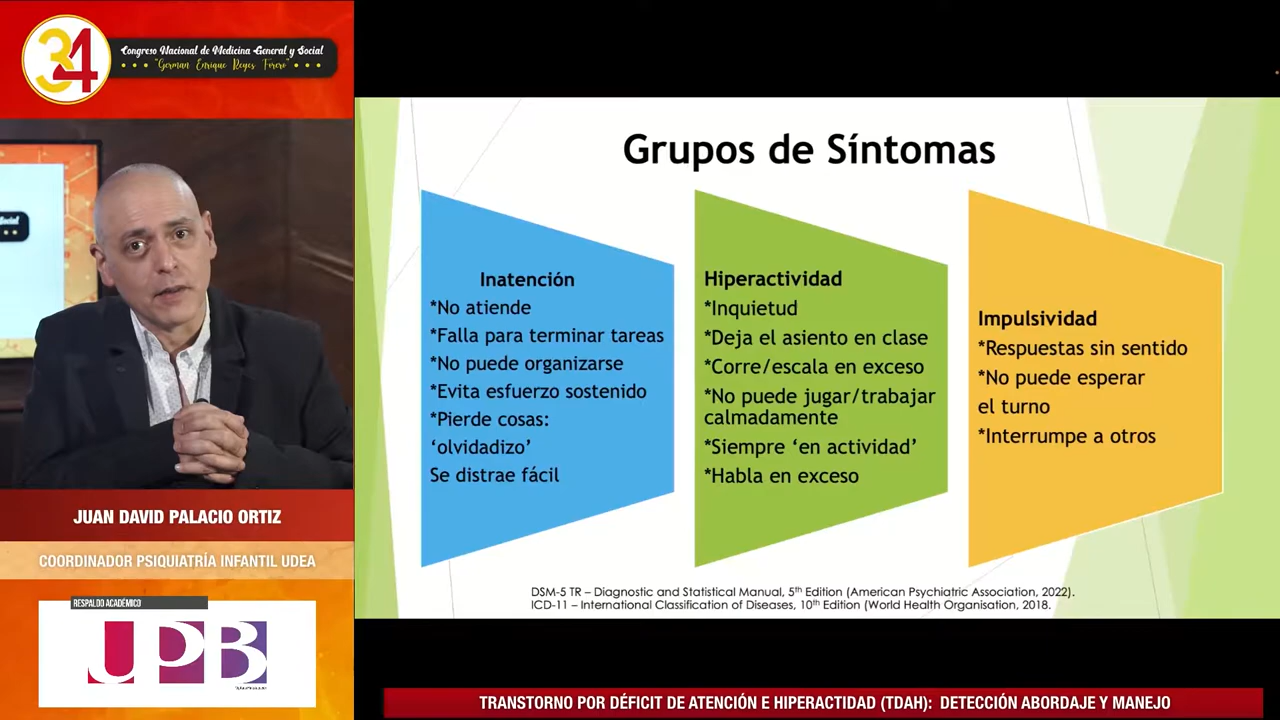 34
Congreso Nacional de Medicina General y Social
"German Enrique Reyes Forero"
Social
JUAN DAVID PALACIO ORTIZ
COORDINADOR PSIQUIATRÍA INFANTIL UDEA
RESPALDO ACADÉMICO
UPB
Grupos de Síntomas
Inatención
*No atiende
*Falla para terminar tareas
*No puede organizarse
*Evita esfuerzo sostenido
*Pierde cosas:
‘olvidadizo’
Se distrae fácil
Hiperactividad
*Inquietud
*Deja el asiento en clase
*Corre/escala en exceso
*No puede jugar/trabajar
calmadamente
*Siempre ‘en actividad’
*Habla en exceso
Impulsividad
*Respuestas sin sentido
*No puede esperar
el turno
*Interrumpe a otros
DSM-5 TR – Diagnostic and Statistical Manual, 5th Edition (American Psychiatric Association, 2022).
ICD-11 – International Classification of Diseases, 10th Edition (World Health Organisation, 2018.
TRANSTORNO POR DÉFICIT DE ATENCIÓN E HIPERACTIDAD (TDAH): DETECCIÓN ABORDAJE Y MANEJO